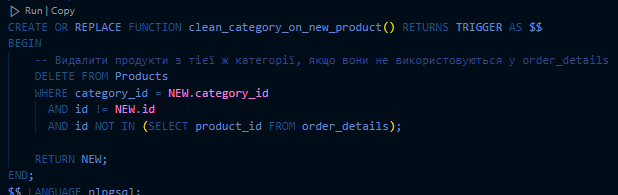 Run | Copy
CREATE OR REPLACE FUNCTION clean_category_on_new_product() RETURNS TRIGGER AS $$
BEGIN
    -- Видалити продукти з тієї ж категорії, якщо вони не використовуються у order_details
    DELETE FROM Products
    WHERE category_id = NEW.category_id
      AND id != NEW.id
      AND id NOT IN (SELECT product_id FROM order_details);

    RETURN NEW;
END;
$$ LANGUAGE plpgsql;